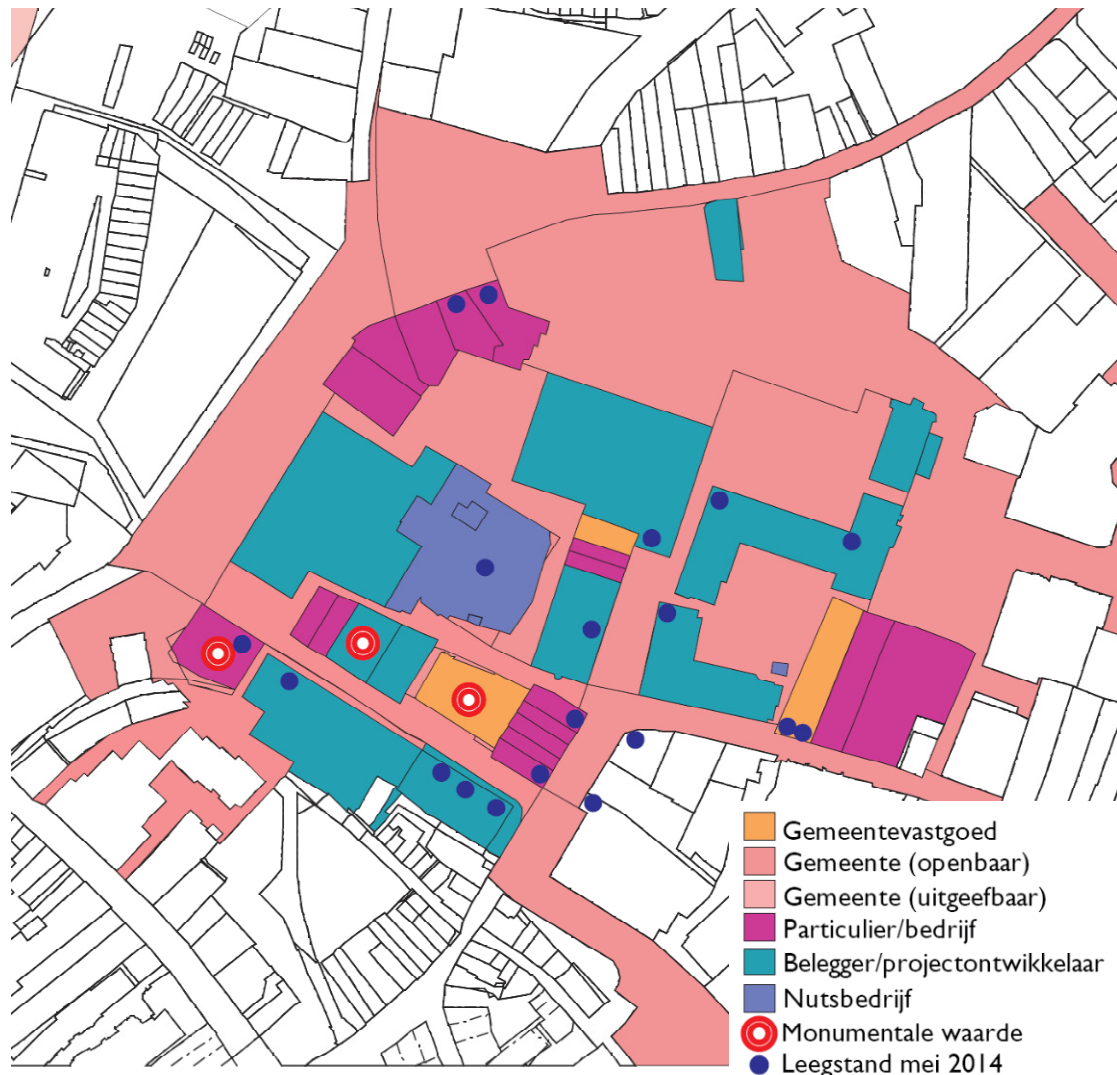 Gemeentevastgoed
Gemeente (openbaar)
Gemeente (uitgeefbaar)
Particulier/bedrijf
Belegger/projectontwikkelaar
Nutsbedrijf
Monumentale waarde
Leegstand mei 2014